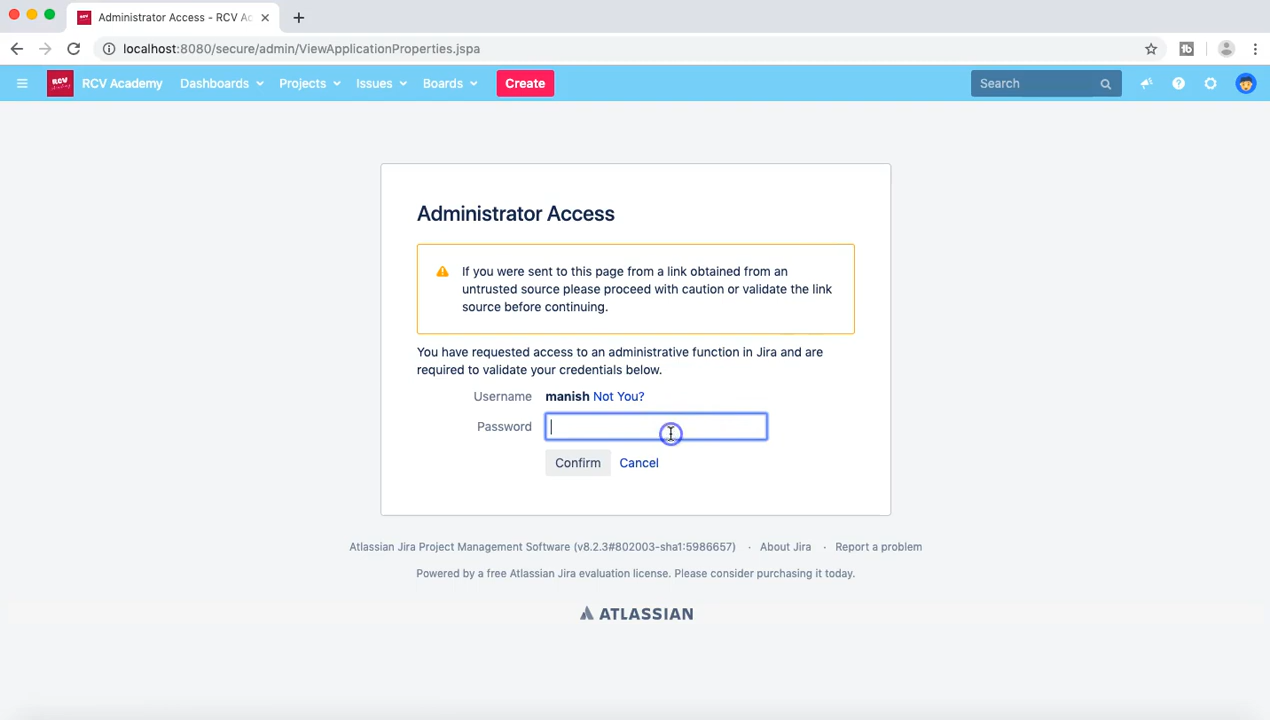 Administrator Access - RCV Ac
localhost:8080/secure/admin/ViewApplicationProperties.jspa
RCV Academy Dashboards Projects Issues Boards Create Search
Administrator Access
If you were sent to this page from a link obtained from an
untrusted source please proceed with caution or validate the link
source before continuing.
You have requested access to an administrative function in Jira and are
required to validate your credentials below.
Username manish Not You?
Password
Confirm Cancel
Atlassian Jira Project Management Software (v8.2.3#802003-sha1:5986657) · About Jira · Report a problem
Powered by a free Atlassian Jira evaluation license. Please consider purchasing it today.
ATLASSIAN